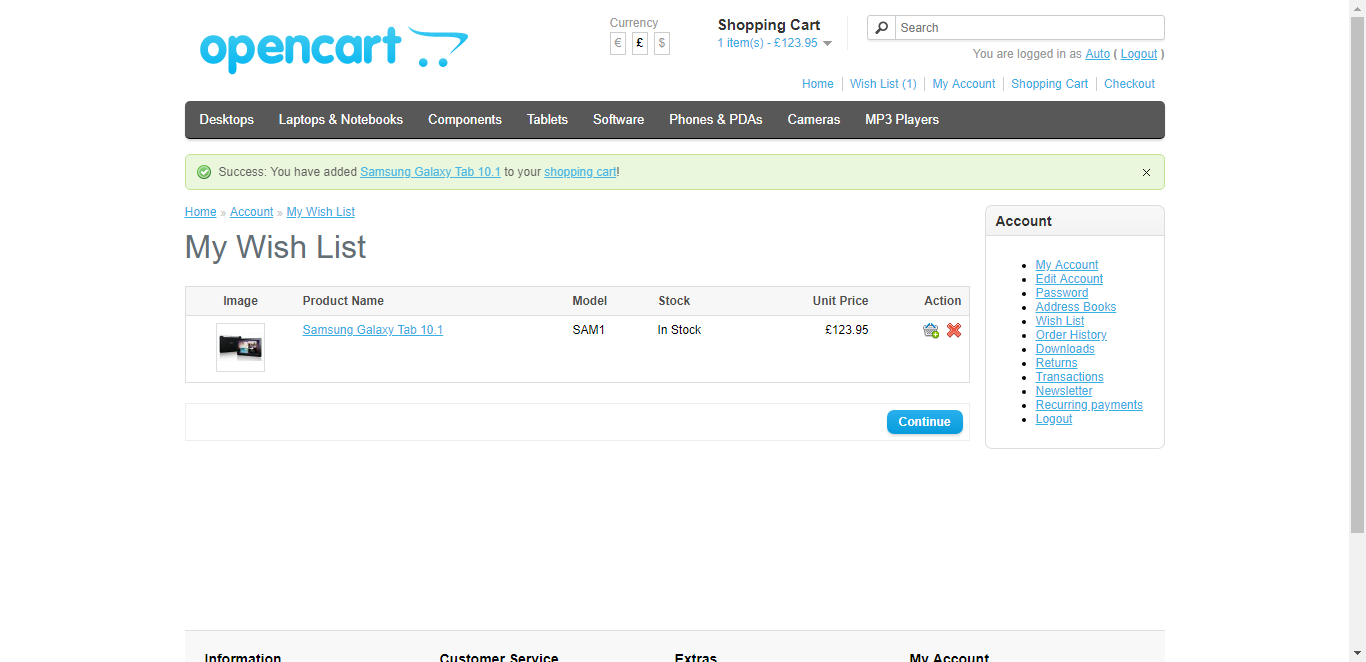 opencart
Currency
€ £ $
Shopping Cart
1 item(s) - £123.95
Search
You are logged in as Auto ( Logout )
Home Wish List (1) My Account Shopping Cart Checkout
Desktops Laptops & Notebooks Components Tablets Software Phones & PDAs Cameras MP3 Players
Success: You have added Samsung Galaxy Tab 10.1 to your shopping cart!
Home » Account » My Wish List
My Wish List
Image Product Name Model Stock Unit Price Action
Samsung Galaxy Tab 10.1 SAM1 In Stock £123.95
Continue
Account
My Account
Edit Account
Password
Address Books
Wish List
Order History
Downloads
Returns
Transactions
Newsletter
Recurring payments
Logout
Information Customer Service Extras My Account